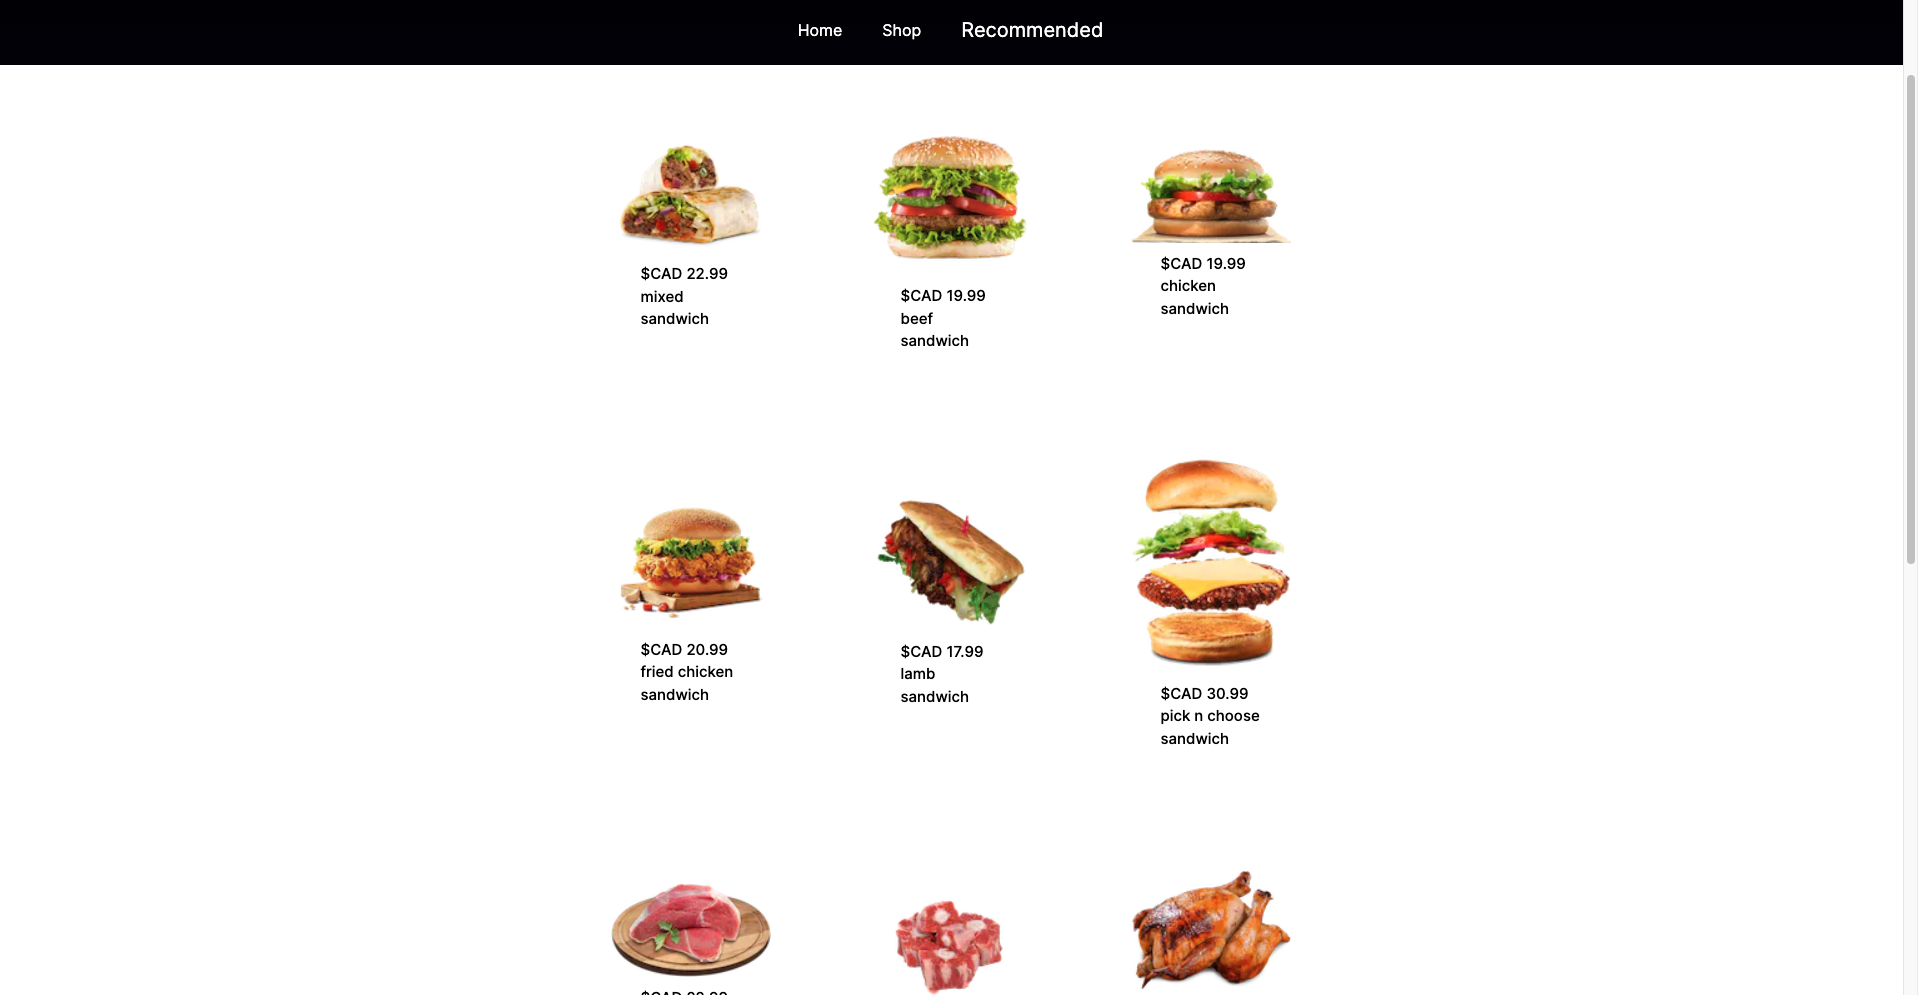 Home Shop Recommended
$CAD 22.99
mixed
sandwich
$CAD 19.99
beef
sandwich
$CAD 19.99
chicken
sandwich
$CAD 20.99
fried chicken
sandwich
$CAD 17.99
lamb
sandwich
$CAD 30.99
pick n choose
sandwich